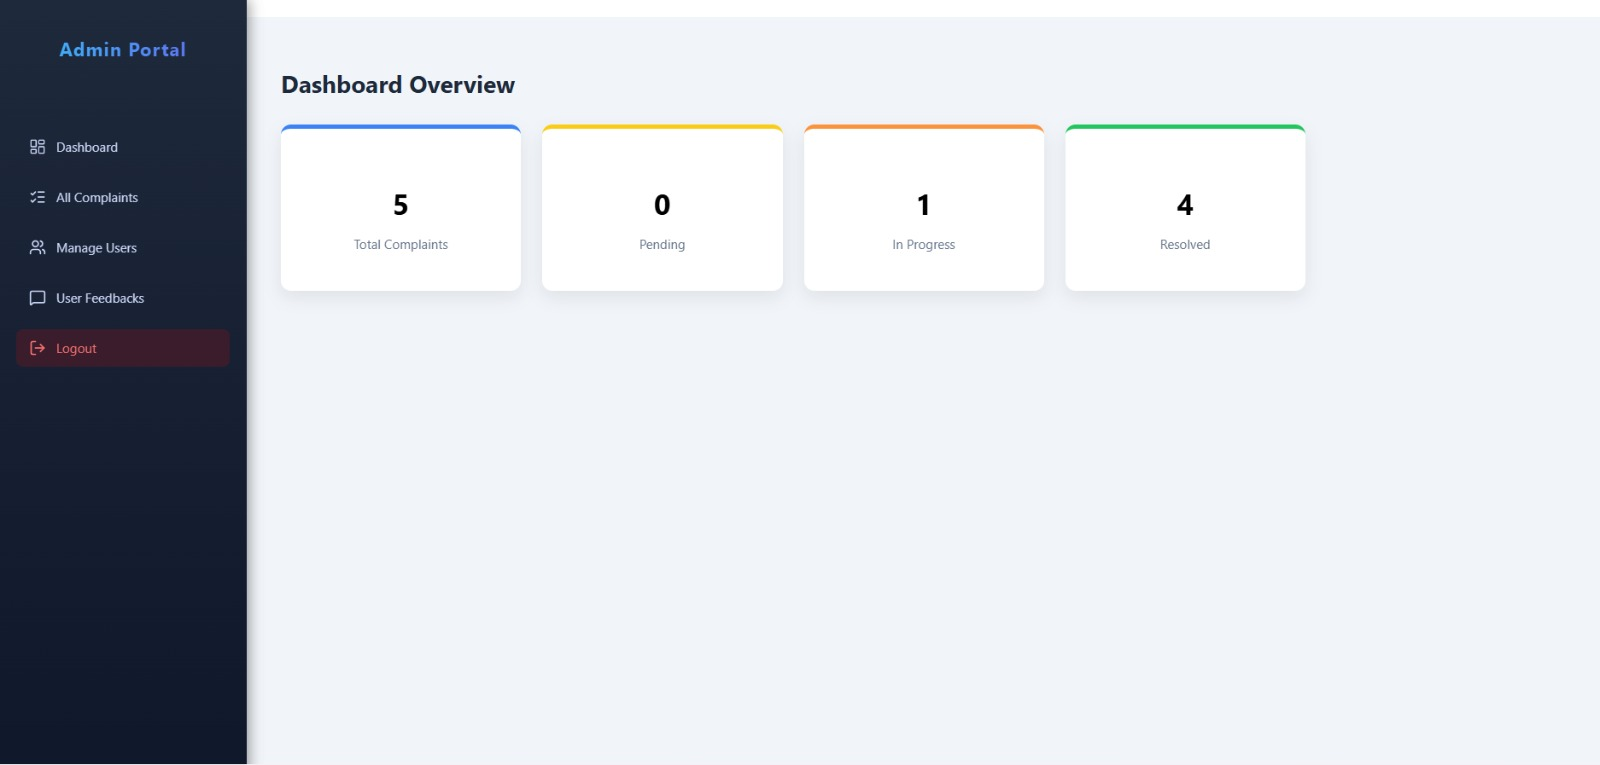 Admin Portal
Dashboard
All Complaints
Manage Users
User Feedbacks
Logout
Dashboard Overview
5
Total Complaints
0
Pending
1
In Progress
4
Resolved